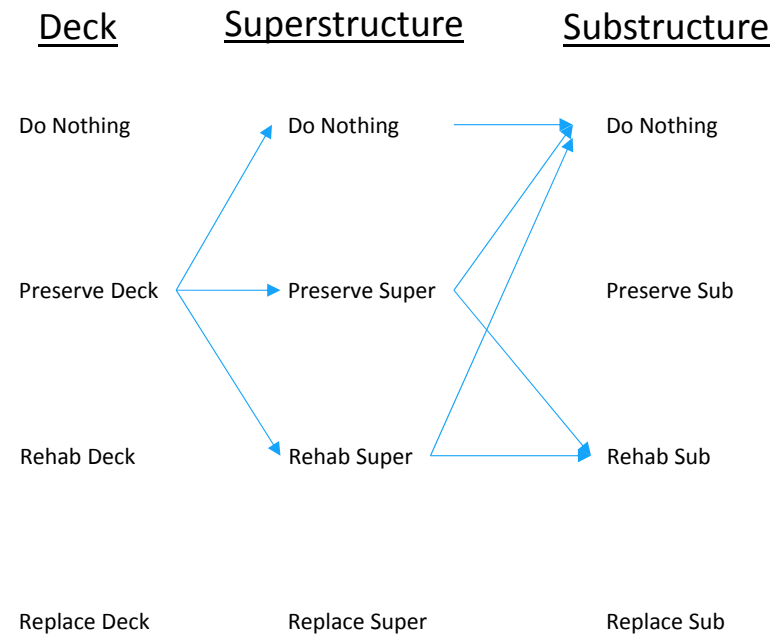 Deck Superstructure Substructure
Do Nothing Do Nothing Do Nothing
Preserve Deck Preserve Super Preserve Sub
Rehab Deck Rehab Super Rehab Sub
Replace Deck Replace Super Replace Sub